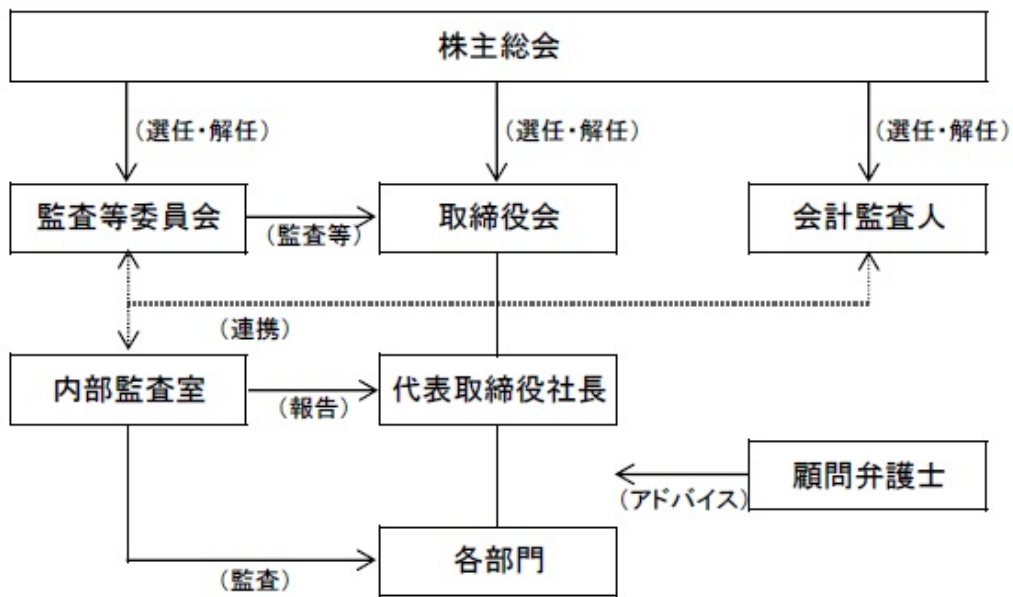 株主総会
(選任・解任)
(選任・解任)
(選任・解任)
監査等委員会
(監査等)
取締役会
会計監査人
(連携)
内部監査室
(報告)
代表取締役社長
顧問弁護士
(アドバイス)
各部門
(監査)